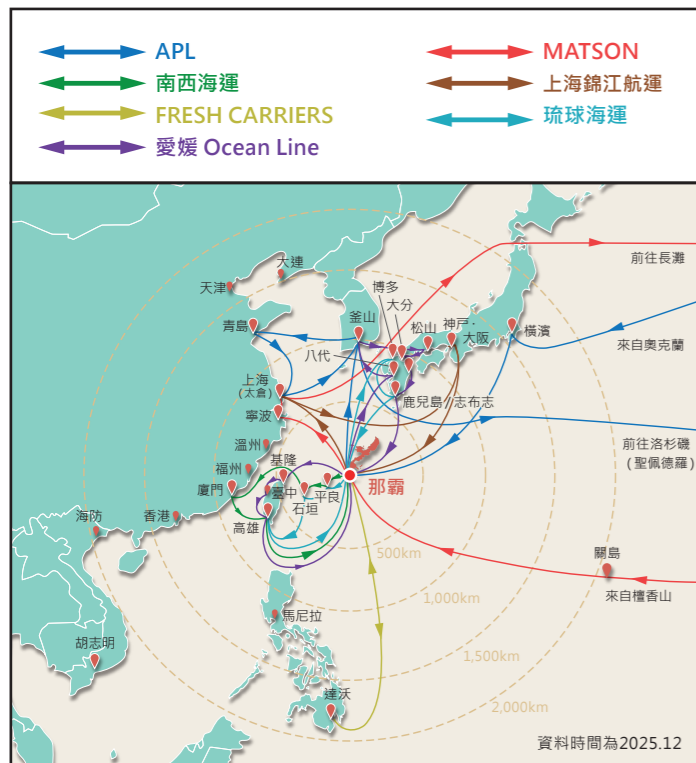 APL
MATSON
南西海運
上海錦江航運
FRESH CARRIERS
琉球海運
愛媛 Ocean Line
前往長灘
大連
天津
博多
大分
釜山
松山
神戶·
大阪
橫濱
青島
來自奧克蘭
八代
上海
(太倉)
鹿兒島/志布志
寧波
前往洛杉磯
(聖佩德羅)
溫州
基隆
福州
那霸
廈門
臺中
平良
石垣
高雄
海防
香港
500km
關島
來自檀香山
1,000km
馬尼拉
胡志明
1,500km
達沃
2,000km
資料時間為2025.12